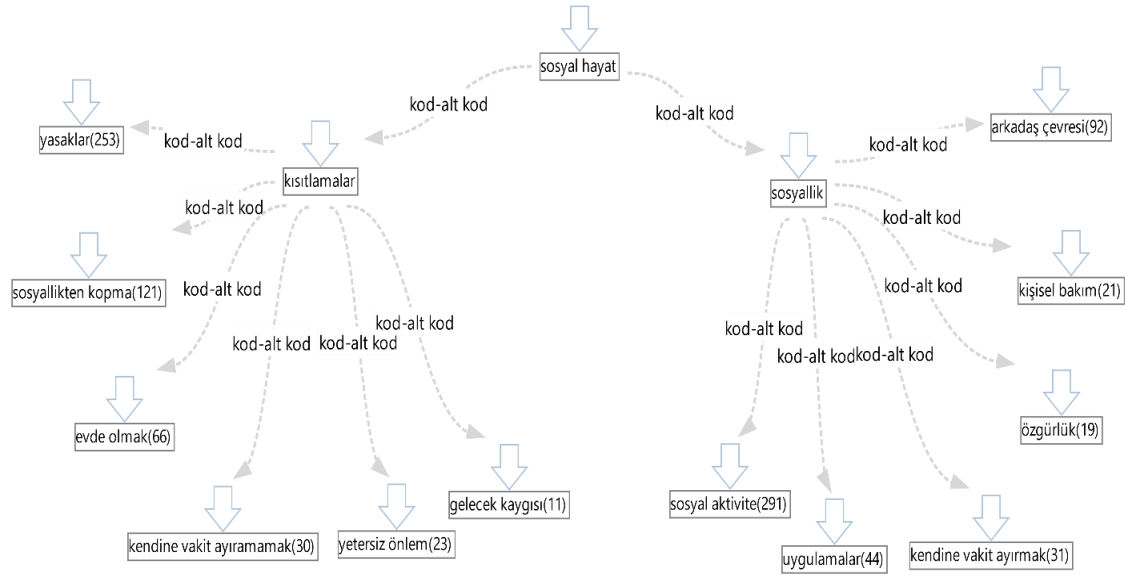 sosyal hayat
kod-alt kod
kod-alt kod
yasaklar(253)
kod-alt kod
kısıtlamalar
kod-alt kod
sosyallikten kopma(121)
kod-alt kod
evde olmak(66)
kod-alt kod
kendine vakit ayıramamak(30)
kod-alt kod
yetersiz önlem(23)
kod-alt kod
gelecek kaygısı(11)
sosyallik
kod-alt kod
arkadaş çevresi(92)
kod-alt kod
kişisel bakım(21)
kod-alt kod
özgürlük(19)
kod-alt kod
sosyal aktivite(291)
kod-alt kod
uygulamalar(44)
kod-alt kod
kendine vakit ayırmak(31)